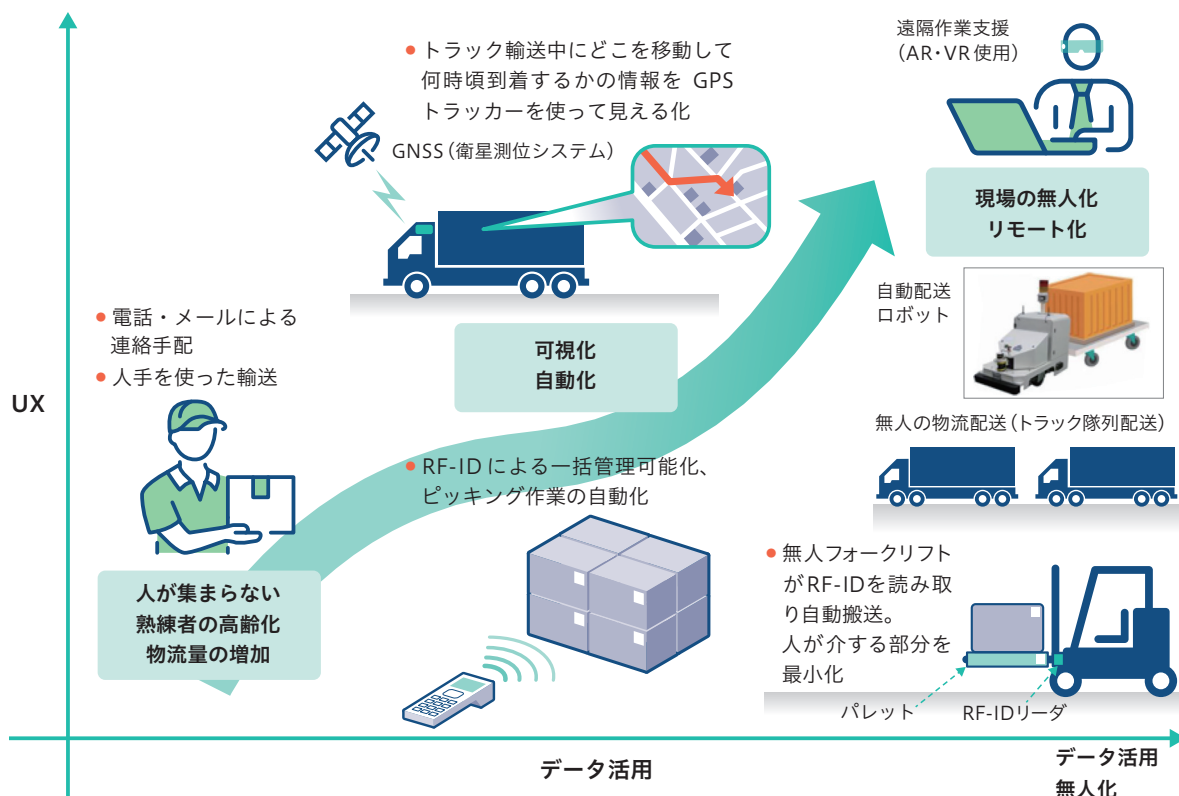 遠隔作業支援
（AR・VR使用）
● トラック輸送中にどこを移動して
何時頃到着するかの情報を GPS
トラッカーを使って見える化
GNSS（衛星測位システム）
現場の無人化
リモート化
自動配送
ロボット
● 電話・メールによる
連絡手配
● 人手を使った輸送
可視化
自動化
UX
無人の物流配送（トラック隊列配送）
● RF-ID による一括管理可能化、
ピッキング作業の自動化
● 無人フォークリフト
がRF-IDを読み取
り自動搬送。
人が介する部分を
最小化
人が集まらない
熟練者の高齢化
物流量の増加
パレット
RF-IDリーダ
データ活用
データ活用
無人化